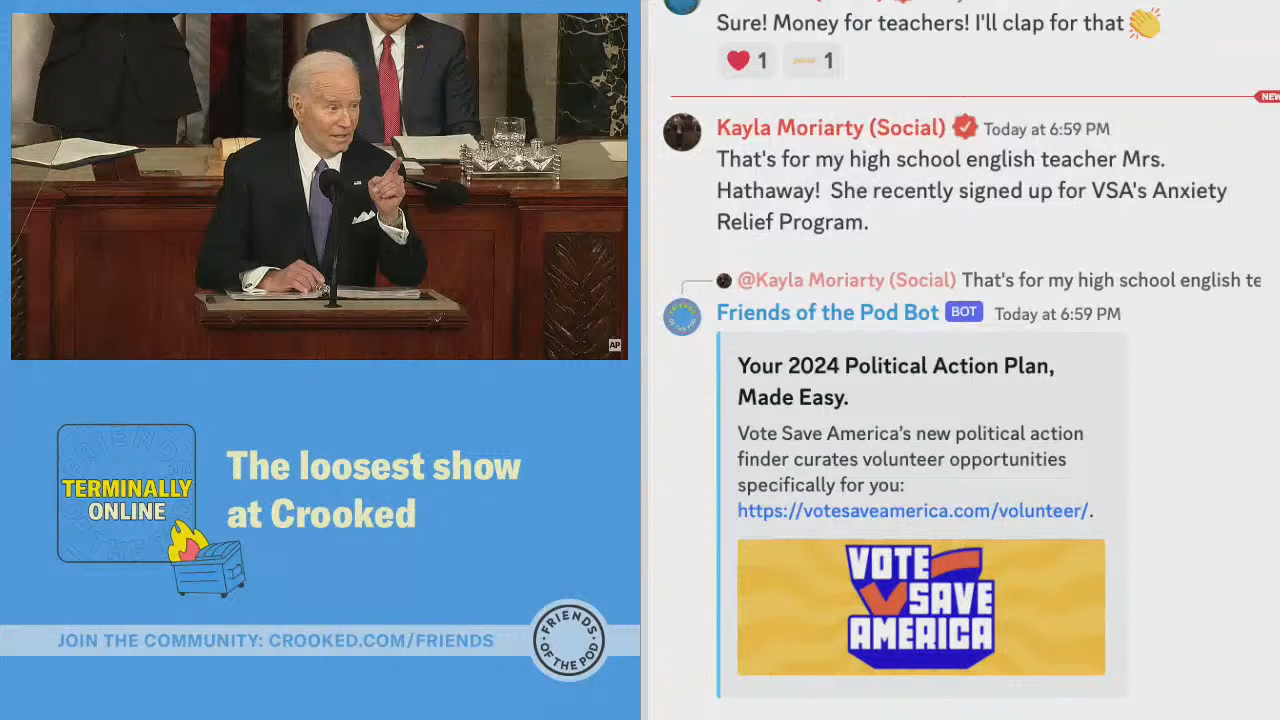 AP
TERMINALLY
ONLINE
The loosest show
at Crooked
JOIN THE COMMUNITY: CROOKED.COM/FRIENDS
FRIENDS
OF THE POD
Sure! Money for teachers! I'll clap for that 👏
❤️ 1 1
NEW
Kayla Moriarty (Social) Today at 6:59 PM
That's for my high school english teacher Mrs.
Hathaway! She recently signed up for VSA's Anxiety
Relief Program.
@Kayla Moriarty (Social) That's for my high school english te
Friends of the Pod Bot BOT Today at 6:59 PM
Your 2024 Political Action Plan,
Made Easy.
Vote Save America's new political action
finder curates volunteer opportunities
specifically for you:
https://votesaveamerica.com/volunteer/.
VOTE
SAVE
AMERICA